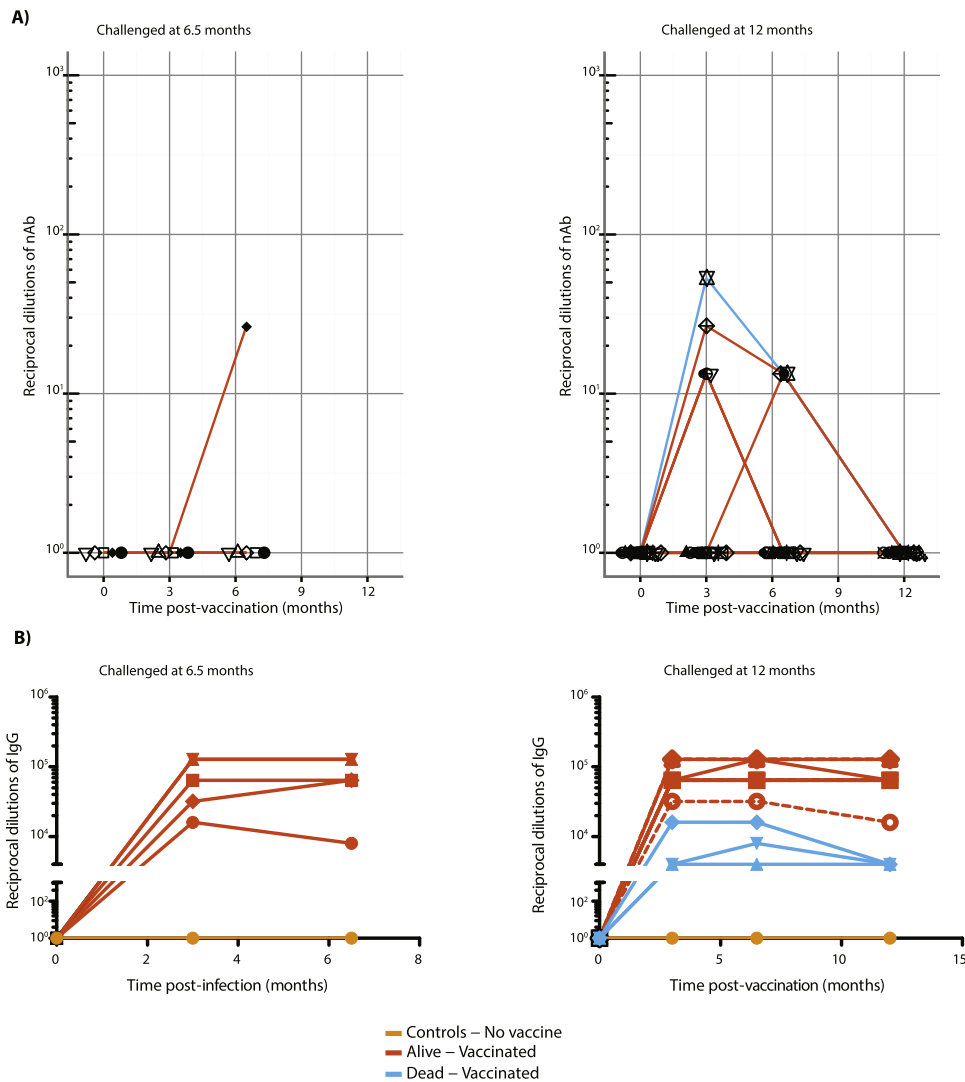 A)
Challenged at 6.5 months
Challenged at 12 months
Reciprocal dilutions of nAb
10³
10²
10¹
10⁰
0 3 6 9 12
Time post-vaccination (months)
Reciprocal dilutions of nAb
10³
10²
10¹
10⁰
0 3 6 9 12
Time post-vaccination (months)
B)
Challenged at 6.5 months
Challenged at 12 months
Reciprocal dilutions of IgG
10⁶
10⁵
10⁴
10²
10⁰
0 2 4 6 8
Time post-infection (months)
Reciprocal dilutions of IgG
10⁶
10⁵
10⁴
10²
10⁰
0 5 10 15
Time post-vaccination (months)
Controls – No vaccine
Alive – Vaccinated
Dead – Vaccinated